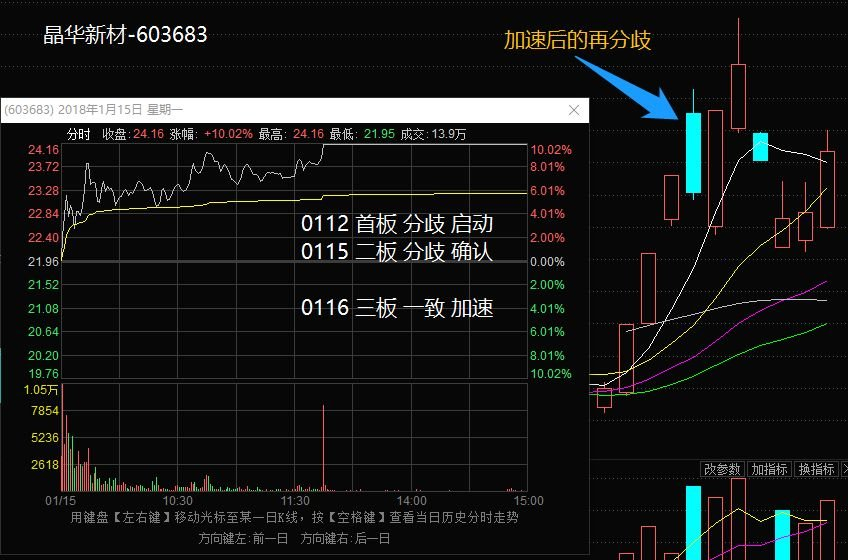 晶华新材-603683
加速后的再分歧
(603683) 2018年1月15日 星期一
分时 收盘:24.16 涨幅: +10.02% 最高: 24.16 最低: 21.95 成交:13.9万
24.16 10.02%
23.72 8.01%
23.28 6.01%
22.84 4.01%
22.40 2.00%
21.96 0.00%
21.52 2.00%
21.08 4.01%
20.64 6.01%
20.20 8.01%
19.76 10.02%
0112 首板 分歧 启动
0115 二板 分歧 确认
0116 三板 一致 加速
1.05万
7854
5236
2618
01/15 10:30 11:30 14:00 15:00
改参数 加指标 换指标
用键盘【左右键】移动光标至某一日K线，按【空格键】查看当日历史分时走势
方向键左:前一日 方向键右:后一日